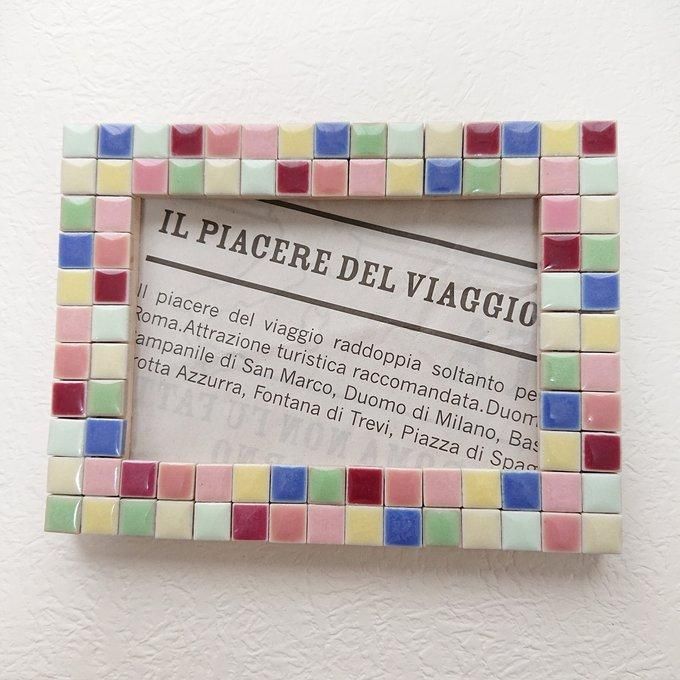 IL PIACERE DEL VIAGGIO
Il piacere del viaggio raddoppia soltanto pe
Roma.Attrazione turistica raccomandata.Duom
ampanile di San Marco, Duomo di Milano, Bas
rotta Azzurra, Fontana di Trevi, Piazza di Spag